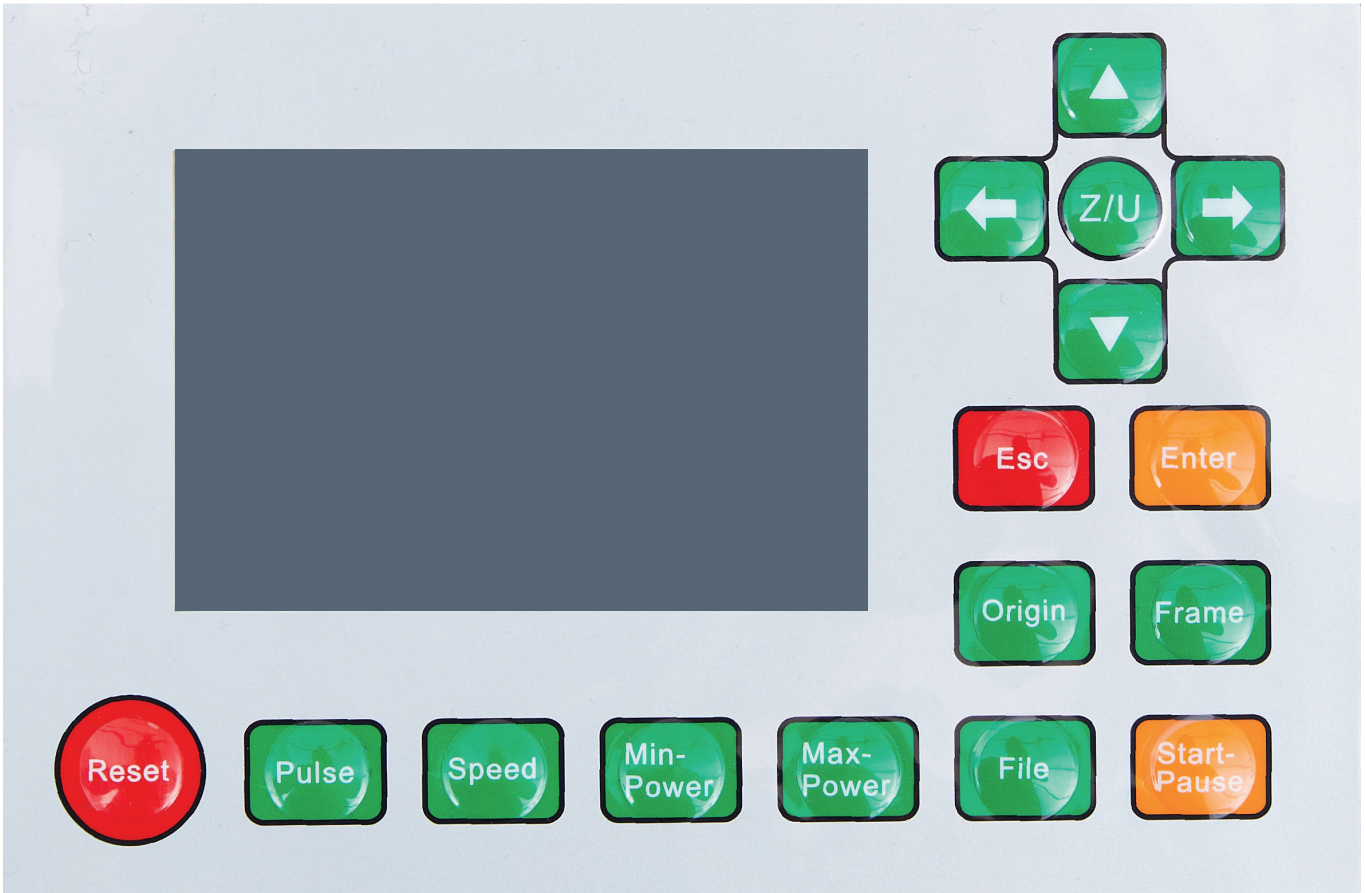 Z/U
Esc
Enter
Origin
Frame
Reset
Pulse
Speed
Min-
Power
Max-
Power
File
Start-
Pause